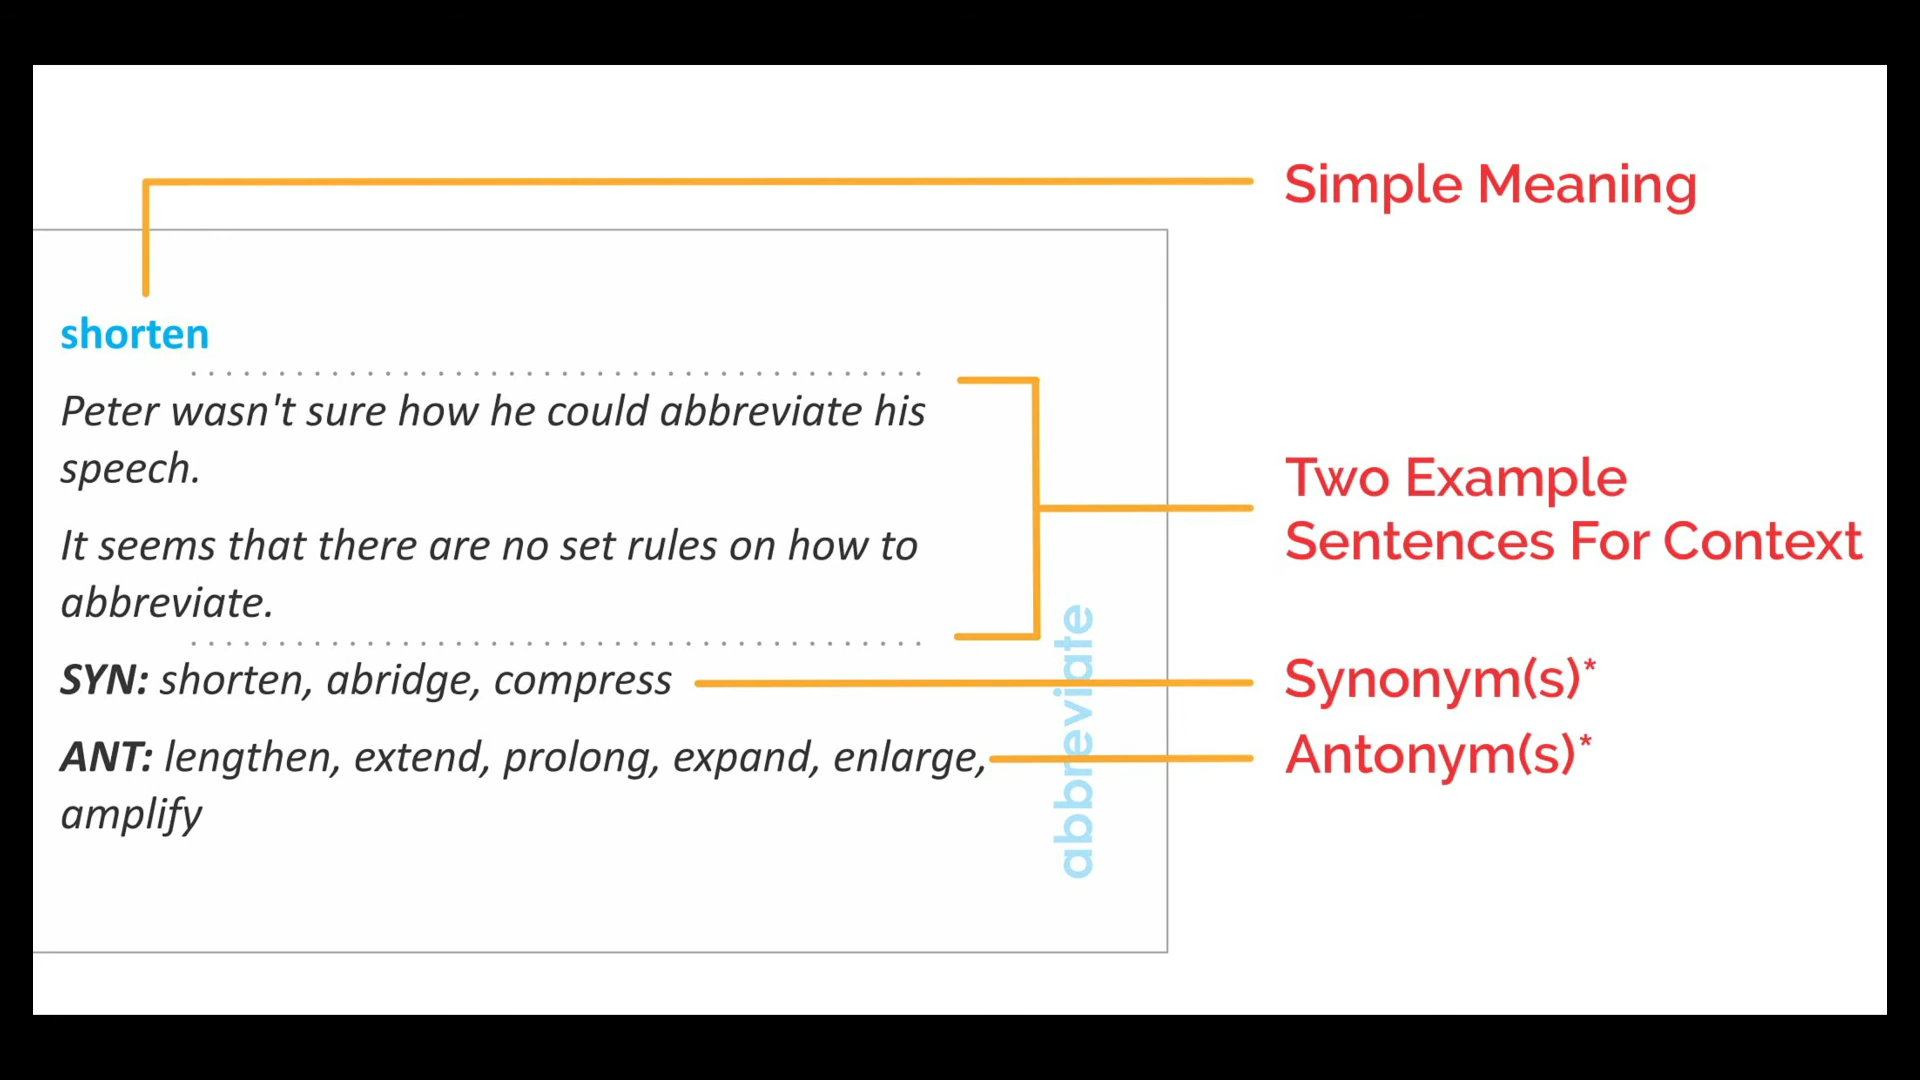 Simple Meaning
shorten
Peter wasn't sure how he could abbreviate his
speech.
It seems that there are no set rules on how to
abbreviate.
Two Example
Sentences For Context
SYN: shorten, abridge, compress
Synonym(s)*
ANT: lengthen, extend, prolong, expand, enlarge,
amplify
Antonym(s)*
abbreviate